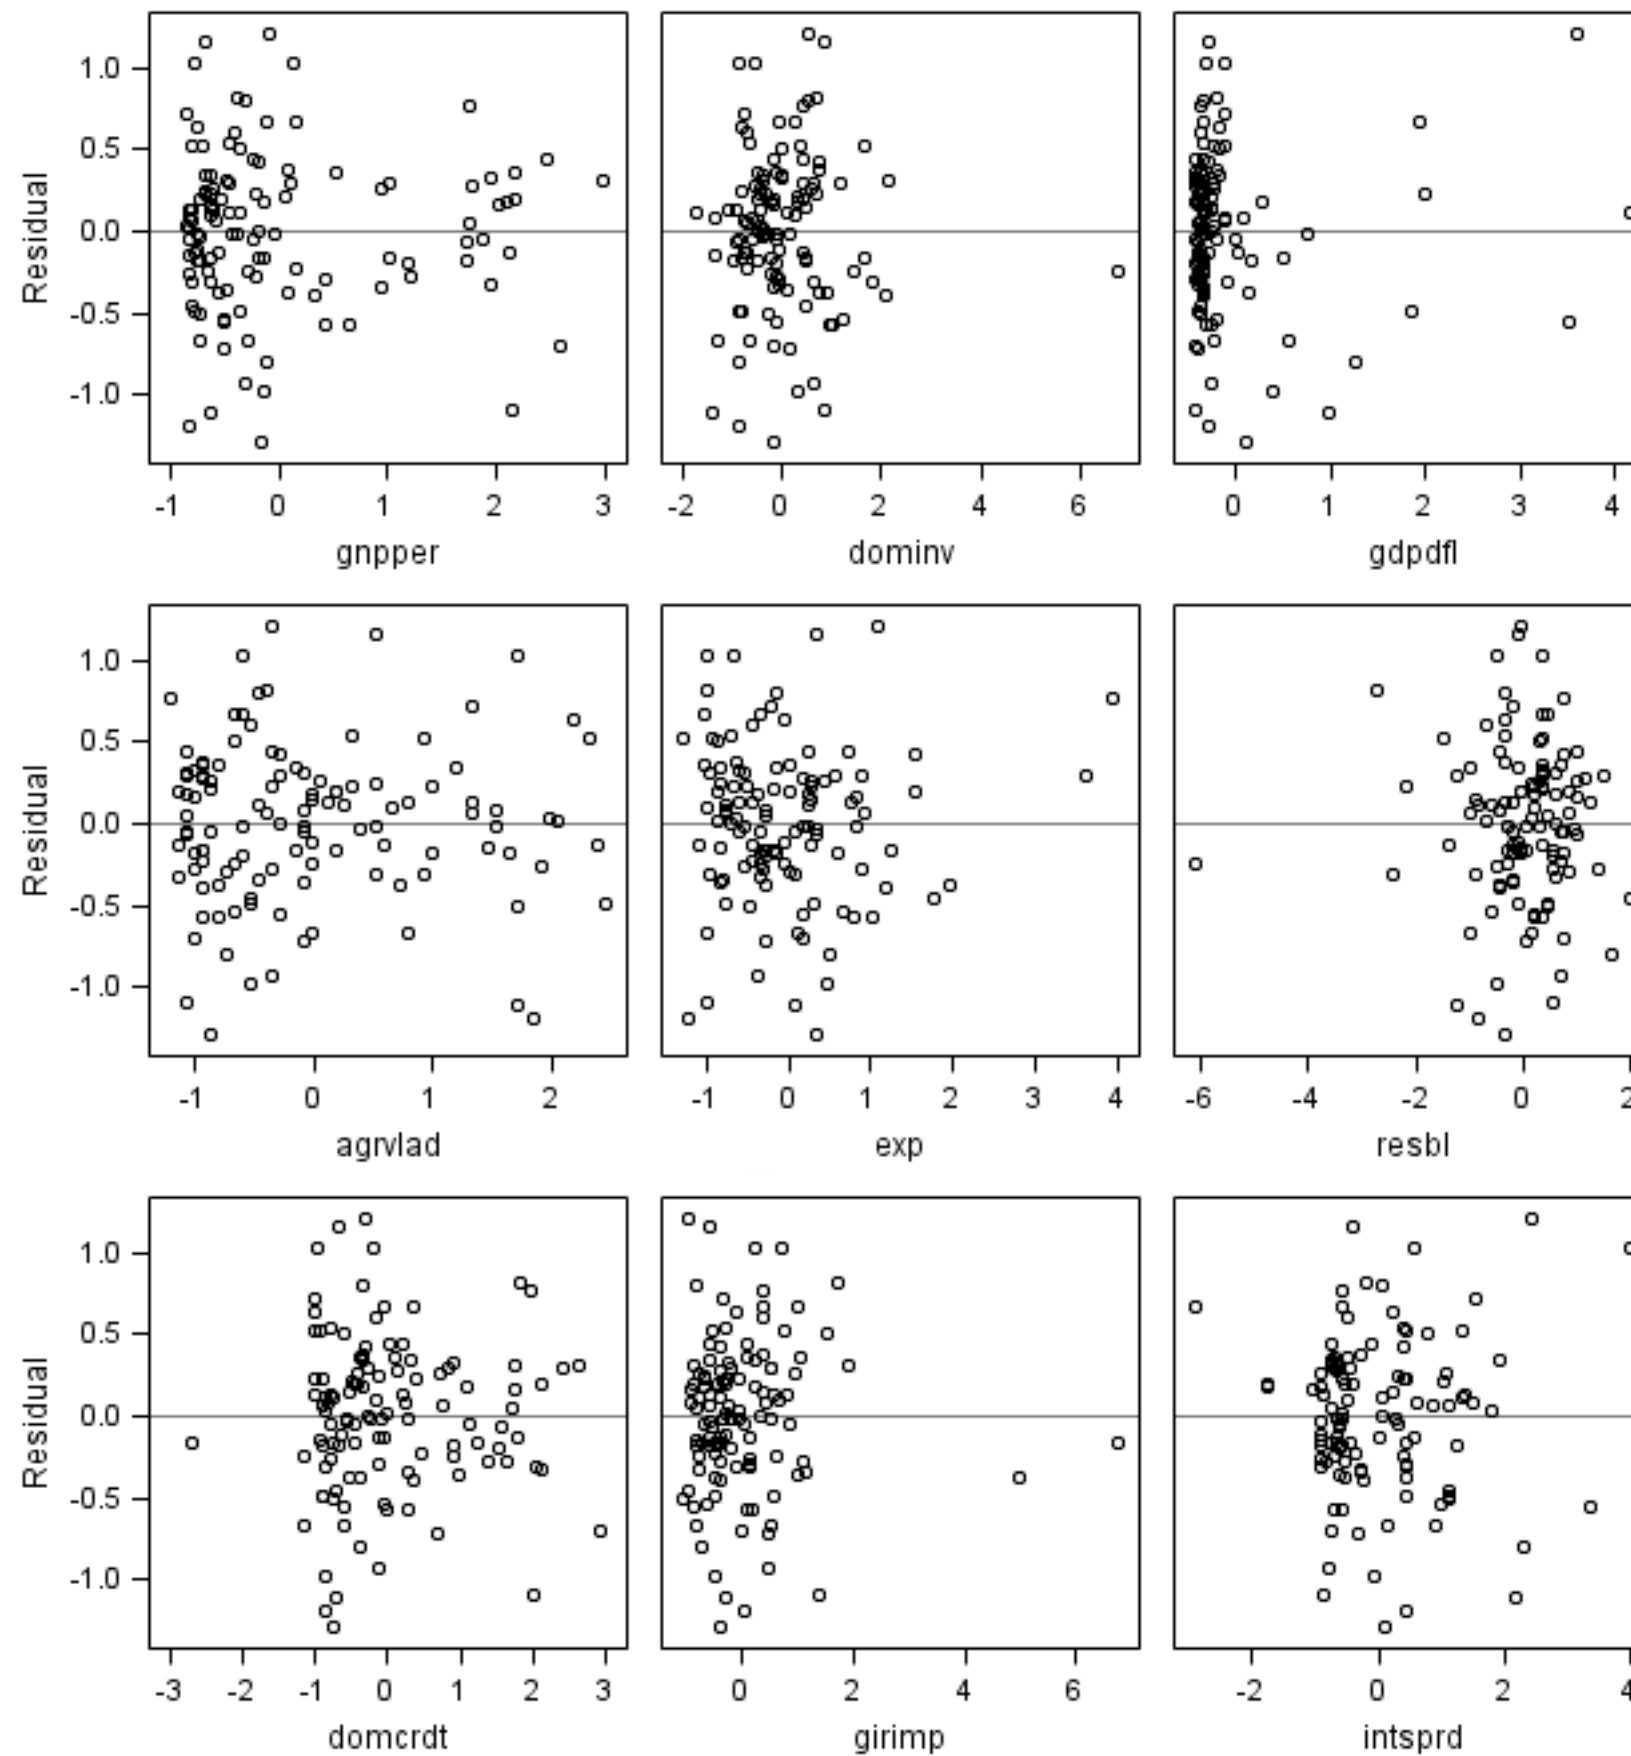 1.0
0.5
0.0
-0.5
-1.0
Residual
-1 0 1 2 3
-2 0 2 4 6
0 1 2 3 4
gnpper dominv gdpdfl
1.0
0.5
0.0
-0.5
-1.0
Residual
-1 0 1 2
-1 0 1 2 3 4
-6 -4 -2 0 2
agrvlad exp resbl
1.0
0.5
0.0
-0.5
-1.0
Residual
-3 -2 -1 0 1 2 3
0 2 4 6
-2 0 2 4
domcrdt girimp intsprd